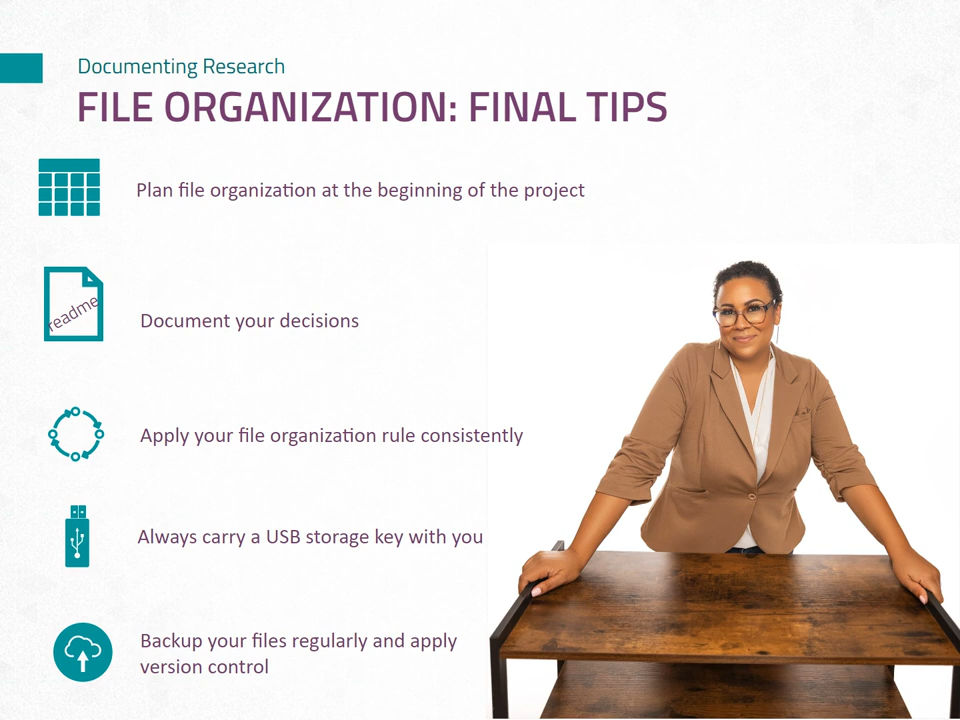 Documenting Research
FILE ORGANIZATION: FINAL TIPS
Plan file organization at the beginning of the project
readme
Document your decisions
Apply your file organization rule consistently
Always carry a USB storage key with you
Backup your files regularly and apply
version control